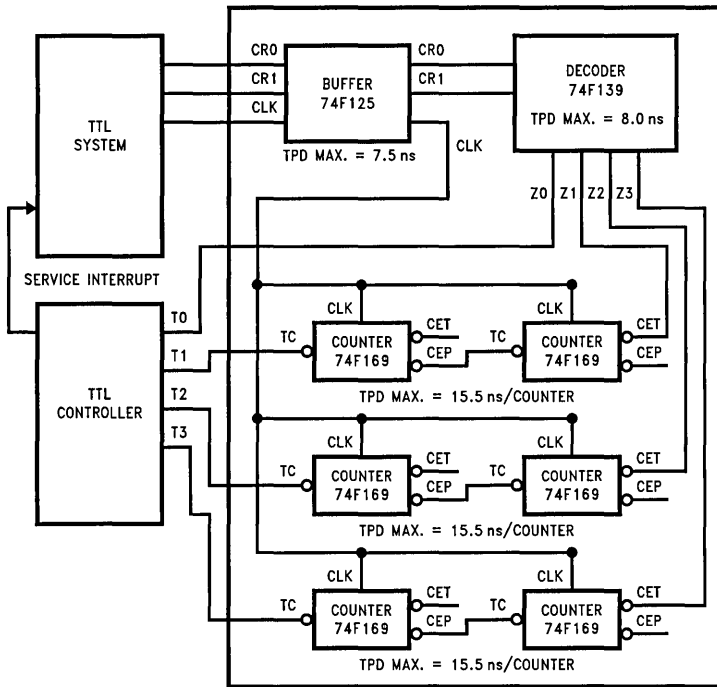 TTL
SYSTEM
CR0
CR1
CLK
BUFFER
74F125
TPD MAX. = 7.5 ns
CR0
CR1
CLK
DECODER
74F139
TPD MAX. = 8.0 ns
Z0
Z1
Z2
Z3
SERVICE INTERRUPT
TTL
CONTROLLER
T0
T1
T2
T3
TC
CLK
COUNTER
74F169
CET
CEP
TC
CLK
COUNTER
74F169
CET
CEP
TPD MAX. = 15.5 ns/COUNTER
TC
CLK
COUNTER
74F169
CET
CEP
TC
CLK
COUNTER
74F169
CET
CEP
TPD MAX. = 15.5 ns/COUNTER
TC
CLK
COUNTER
74F169
CET
CEP
TC
CLK
COUNTER
74F169
CET
CEP
TPD MAX. = 15.5 ns/COUNTER